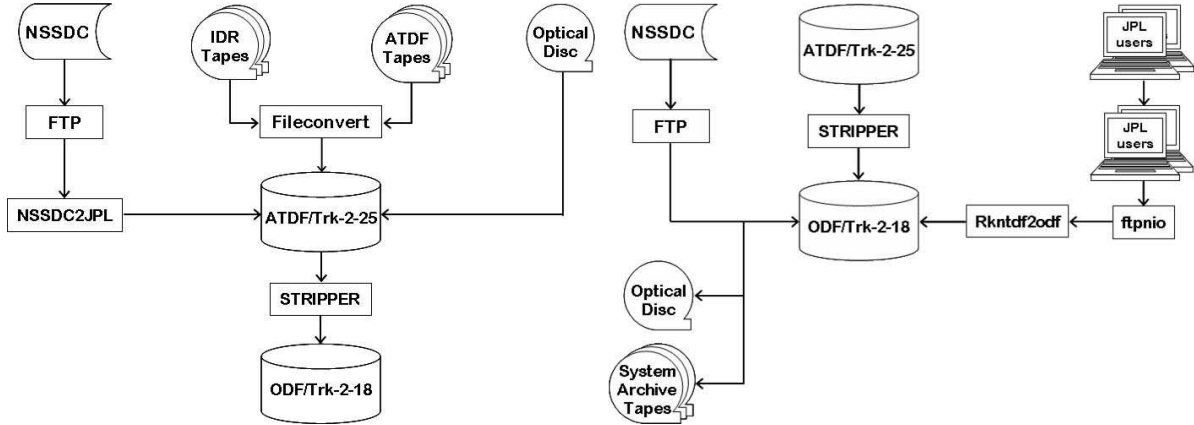 NSSDC
IDR
Tapes
ATDF
Tapes
Optical
Disc
FTP
Fileconvert
NSSDC2JPL
ATDF/Trk-2-25
STRIPPER
ODF/Trk-2-18
NSSDC
ATDF/Trk-2-25
JPL
users
FTP
STRIPPER
JPL
users
ODF/Trk-2-18
Rkntdf2odf
ftpnio
Optical
Disc
System
Archive
Tapes